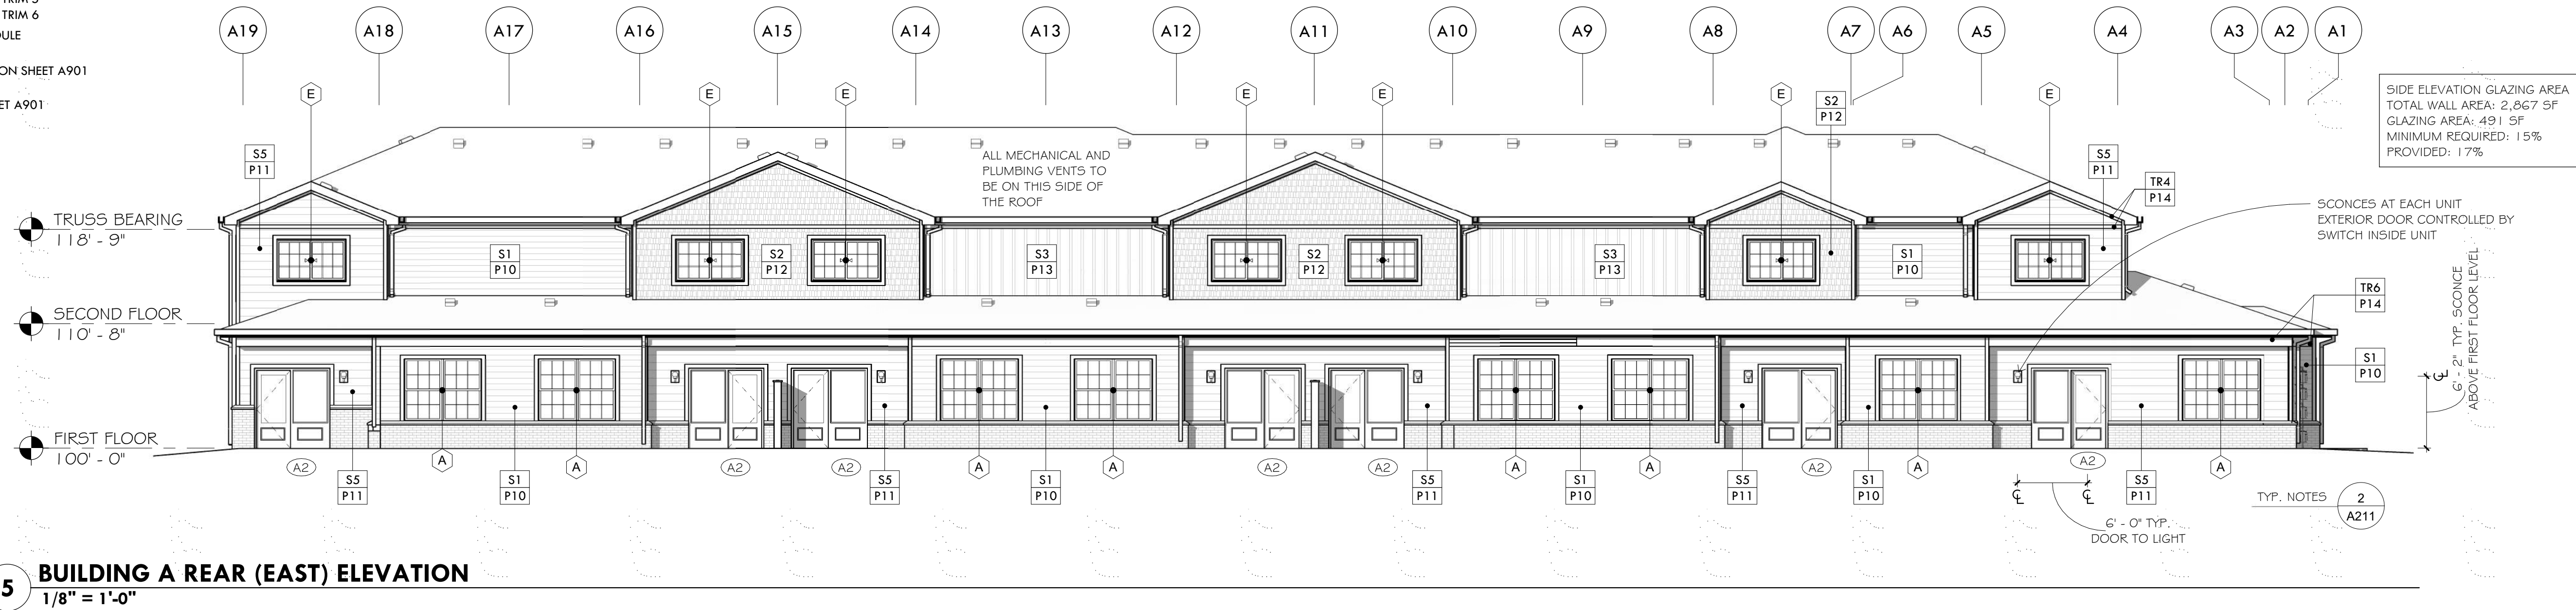 TRIM 6
ON SHEET A901
A19
A18
A17
A16
A15
A14
A13
A12
A11
A10
A9
A8
A7
A6
A5
A4
A3
A2
A1
E
E
E
E
E
E
E
S2
P12
SIDE ELEVATION GLAZING AREA
TOTAL WALL AREA: 2,867 SF
GLAZING AREA: 491 SF
MINIMUM REQUIRED: 15%
PROVIDED: 17%
S5
P11
ALL MECHANICAL AND
PLUMBING VENTS TO
BE ON THIS SIDE OF
THE ROOF
S5
P11
TR4
P14
SCONCES AT EACH UNIT
EXTERIOR DOOR CONTROLLED BY
SWITCH INSIDE UNIT
TRUSS BEARING
118' - 9"
S1
P10
S2
P12
S3
P13
S2
P12
S3
P13
S1
P10
TR6
P14
SECOND FLOOR
110' - 8"
S1
P10
6' - 2" TYP. SCONCE
ABOVE FIRST FLOOR LEVEL
FIRST FLOOR
100' - 0"
A2
A
A
A2
A2
A
A
A2
A2
A
A
A2
A
A2
A
S5
P11
S1
P10
S5
P11
S1
P10
S5
P11
S1
P10
S5
P11
S1
P10
S5
P11
6' - 0" TYP.
DOOR TO LIGHT
TYP. NOTES
2
A211
5
BUILDING A REAR (EAST) ELEVATION
1/8" = 1'-0"